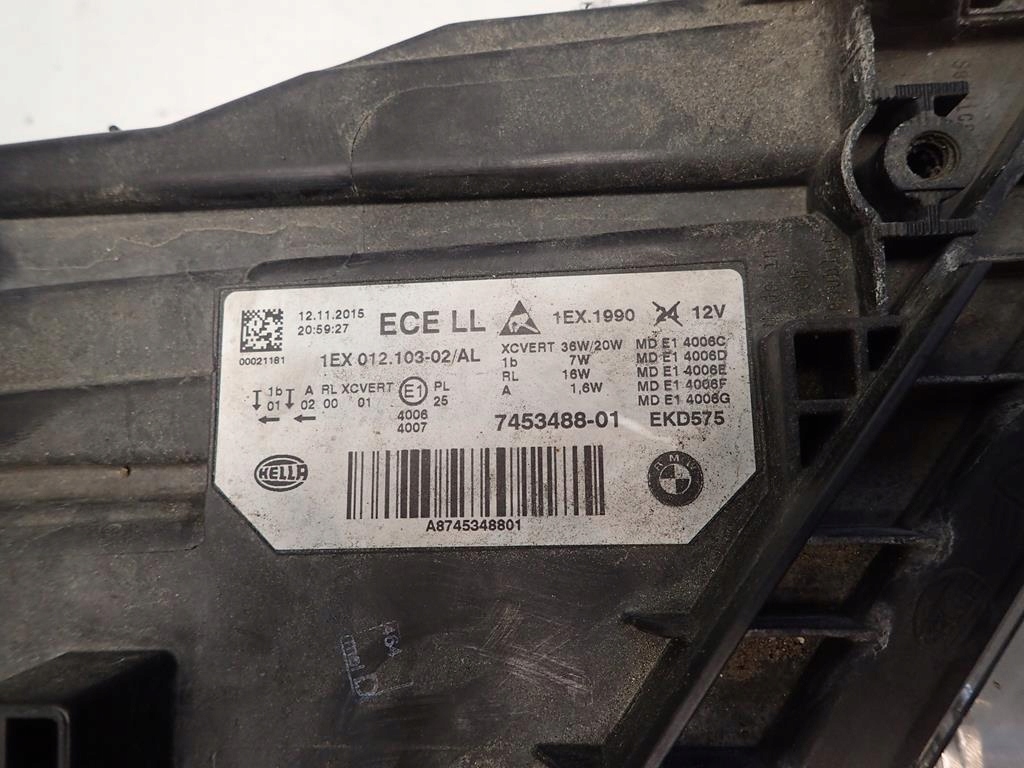 12.11.2015
20:59:27
00021181
ECE LL
1EX.1990
24 12V
1EX 012.103-02/AL
XCVERT 36W/20W
1b 7W
RL 16W
A 1,6W
MD E1 4006C
MD E1 4006D
MD E1 4006E
MD E1 4006F
MD E1 4006G
1b A RL XCVERT E1 PL
01 02 00 01 25
4006
4007
7453488-01 EKD575
HELLA
BMW
A8745348801